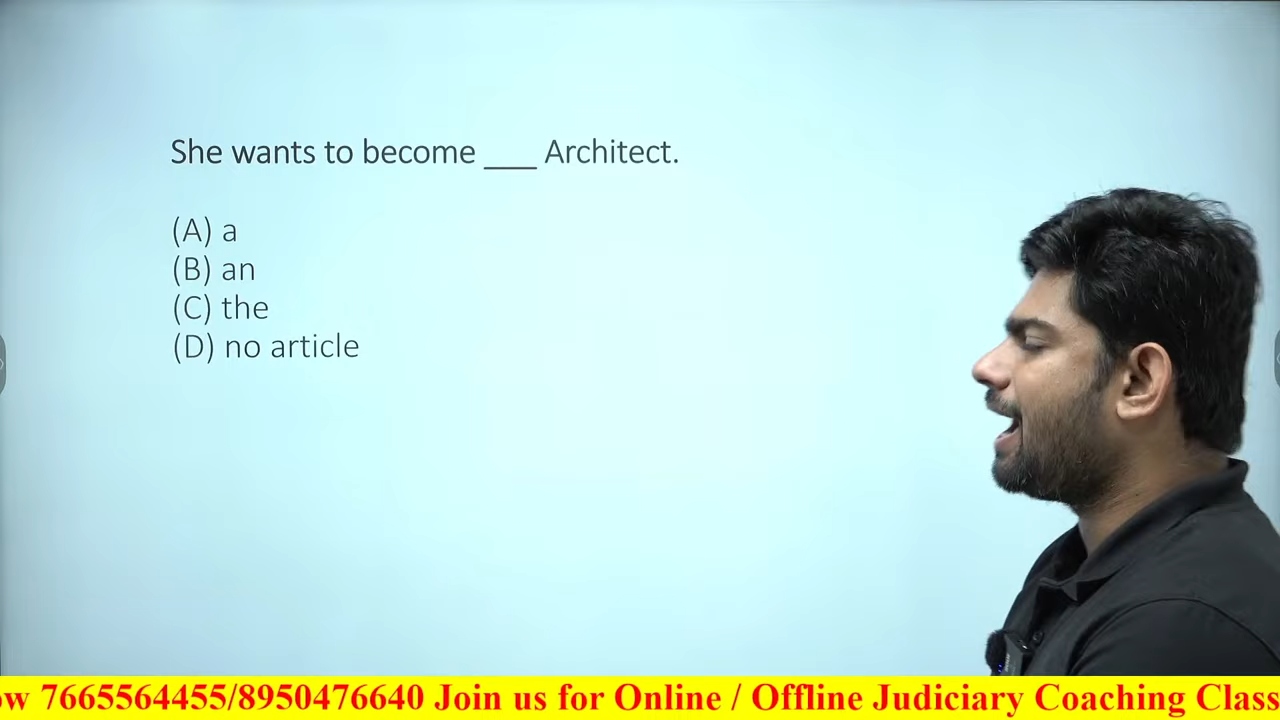 She wants to become ___ Architect.
(A) a
(B) an
(C) the
(D) no article
ow 7665564455/8950476640 Join us for Online / Offline Judiciary Coaching Class